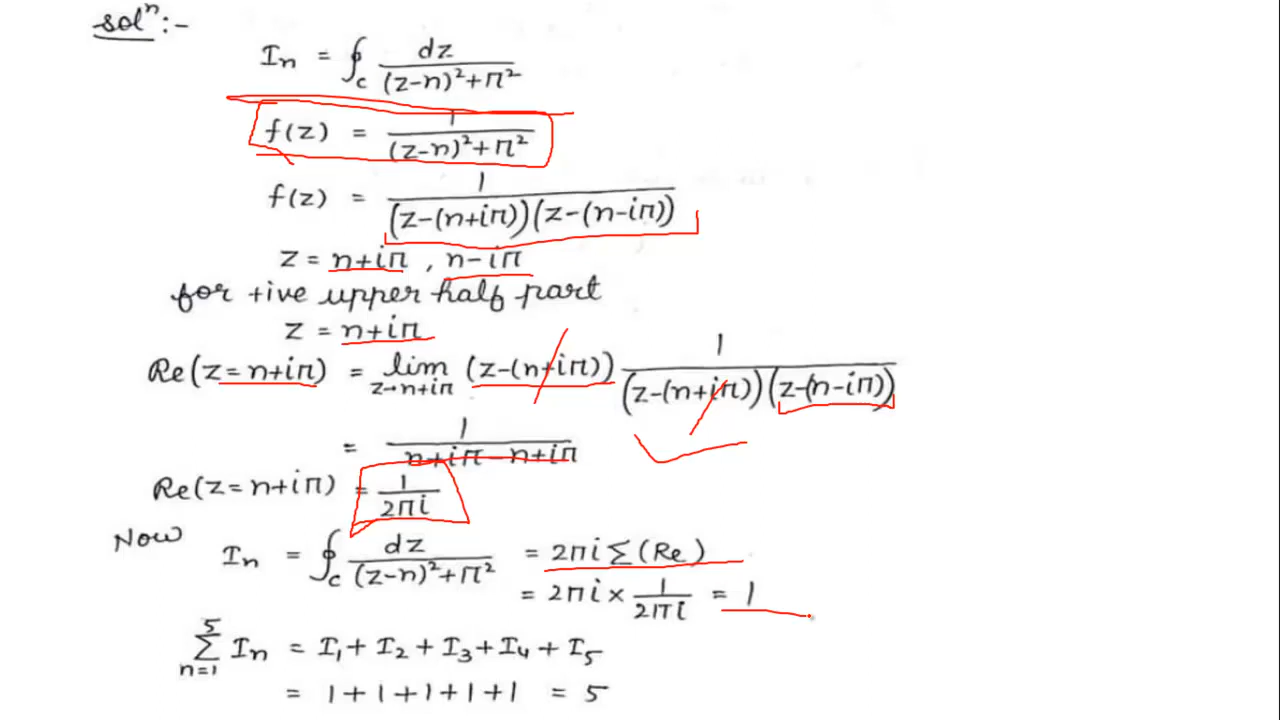 solⁿ :-
Iₙ = ∮_C dz / ((z-n)²+π²)
f(z) = 1 / ((z-n)²+π²)
f(z) = 1 / ((z-(n+iπ))(z-(n-iπ)))
z = n+iπ , n-iπ
for +ive upper half part
z = n+iπ
Re(z=n+iπ) = lim_{z→n+iπ} (z-(n+iπ)) 1 / ((z-(n+iπ))(z-(n-iπ)))
= 1 / (n+iπ-n+iπ)
Re(z=n+iπ) = 1 / (2πi)
Now
Iₙ = ∮_C dz / ((z-n)²+π²) = 2πi Σ(Re)
= 2πi × 1 / (2πi) = 1
Σ_{n=1}^{5} Iₙ = I₁ + I₂ + I₃ + I₄ + I₅
= 1+1+1+1+1 = 5